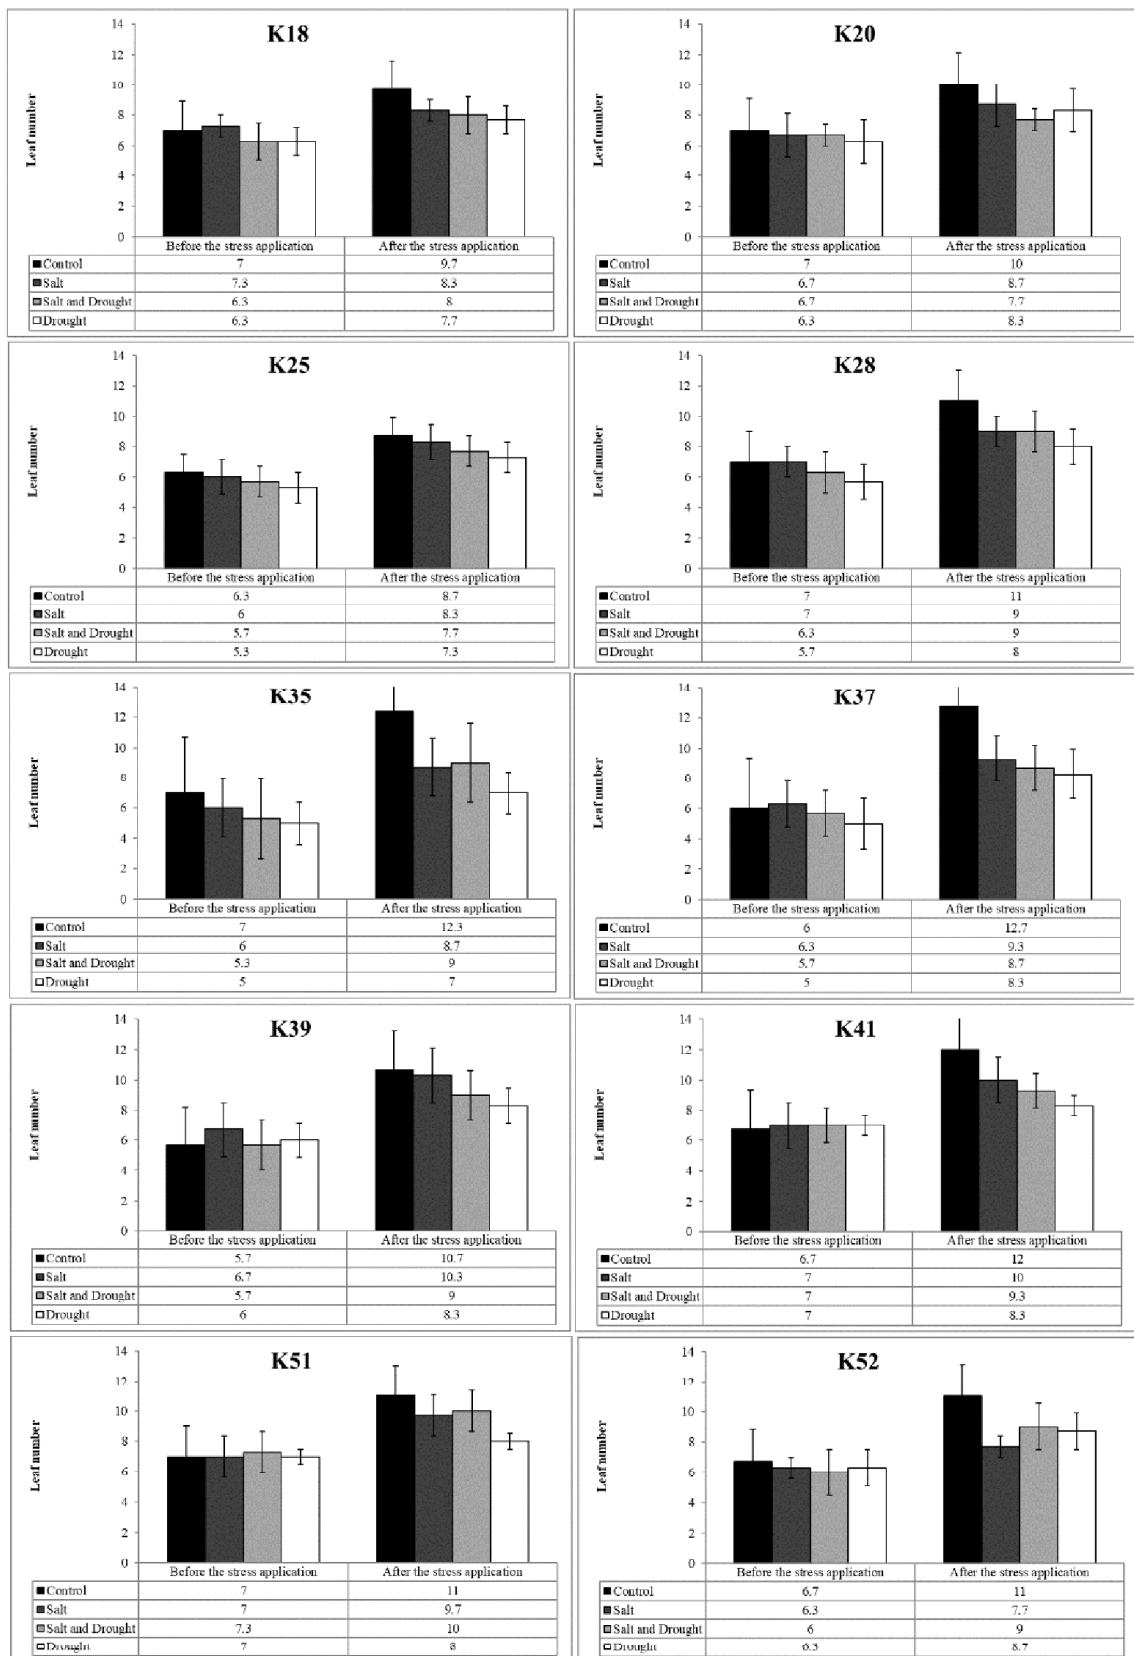 K18
Leaf number
14
12
10
8
6
4
2
0
Before the stress application After the stress application
Control 7 9.7
Salt 7.3 8.3
Salt and Drought 6.3 8
Drought 6.3 7.7
K20
Leaf number
14
12
10
8
6
4
2
0
Before the stress application After the stress application
Control 7 10
Salt 6.7 8.7
Salt and Drought 6.7 7.7
Drought 6.3 8.3
K25
Leaf number
14
12
10
8
6
4
2
0
Before the stress application After the stress application
Control 6.3 8.7
Salt 6 8.3
Salt and Drought 5.7 7.7
Drought 5.3 7.3
K28
Leaf number
14
12
10
8
6
4
2
0
Before the stress application After the stress application
Control 7 11
Salt 7 9
Salt and Drought 6.3 9
Drought 5.7 8
K35
Leaf number
14
12
10
8
6
4
2
0
Before the stress application After the stress application
Control 7 12.3
Salt 6 8.7
Salt and Drought 5.3 9
Drought 5 7
K37
Leaf number
14
12
10
8
6
4
2
0
Before the stress application After the stress application
Control 6 12.7
Salt 6.3 9.3
Salt and Drought 5.7 8.7
Drought 5 8.3
K39
Leaf number
14
12
10
8
6
4
2
0
Before the stress application After the stress application
Control 5.7 10.7
Salt 6.7 10.3
Salt and Drought 5.7 9
Drought 6 8.3
K41
Leaf number
14
12
10
8
6
4
2
0
Before the stress application After the stress application
Control 6.7 12
Salt 7 10
Salt and Drought 7 9.3
Drought 7 8.3
K51
Leaf number
14
12
10
8
6
4
2
0
Before the stress application After the stress application
Control 7 11
Salt 7 9.7
Salt and Drought 7.3 10
Drought 7 8
K52
Leaf number
14
12
10
8
6
4
2
0
Before the stress application After the stress application
Control 6.7 11
Salt 6.3 7.7
Salt and Drought 6 9
Drought 6.3 8.7